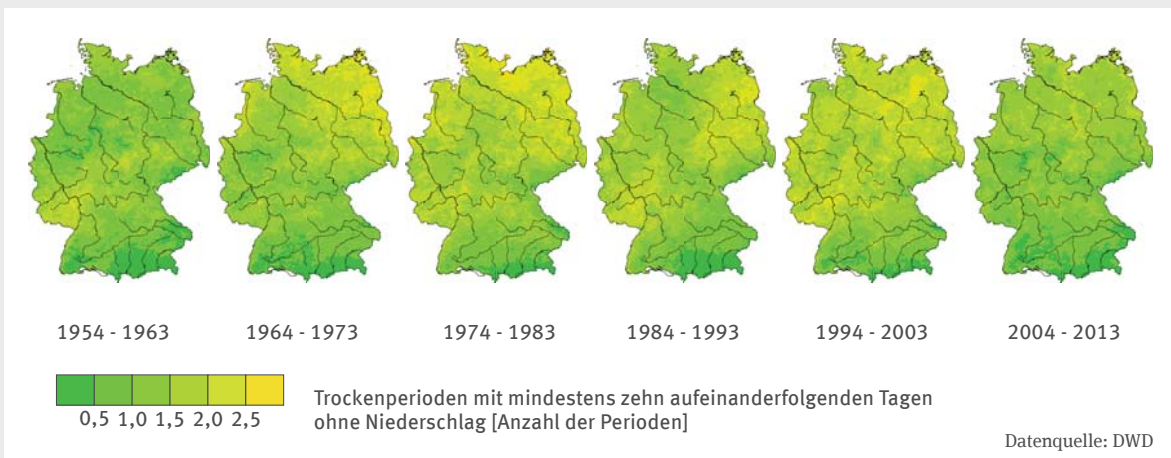 1954 - 1963 1964 - 1973 1974 - 1983 1984 - 1993 1994 - 2003 2004 - 2013
0,5 1,0 1,5 2,0 2,5
Trockenperioden mit mindestens zehn aufeinanderfolgenden Tagen
ohne Niederschlag [Anzahl der Perioden]
Datenquelle: DWD